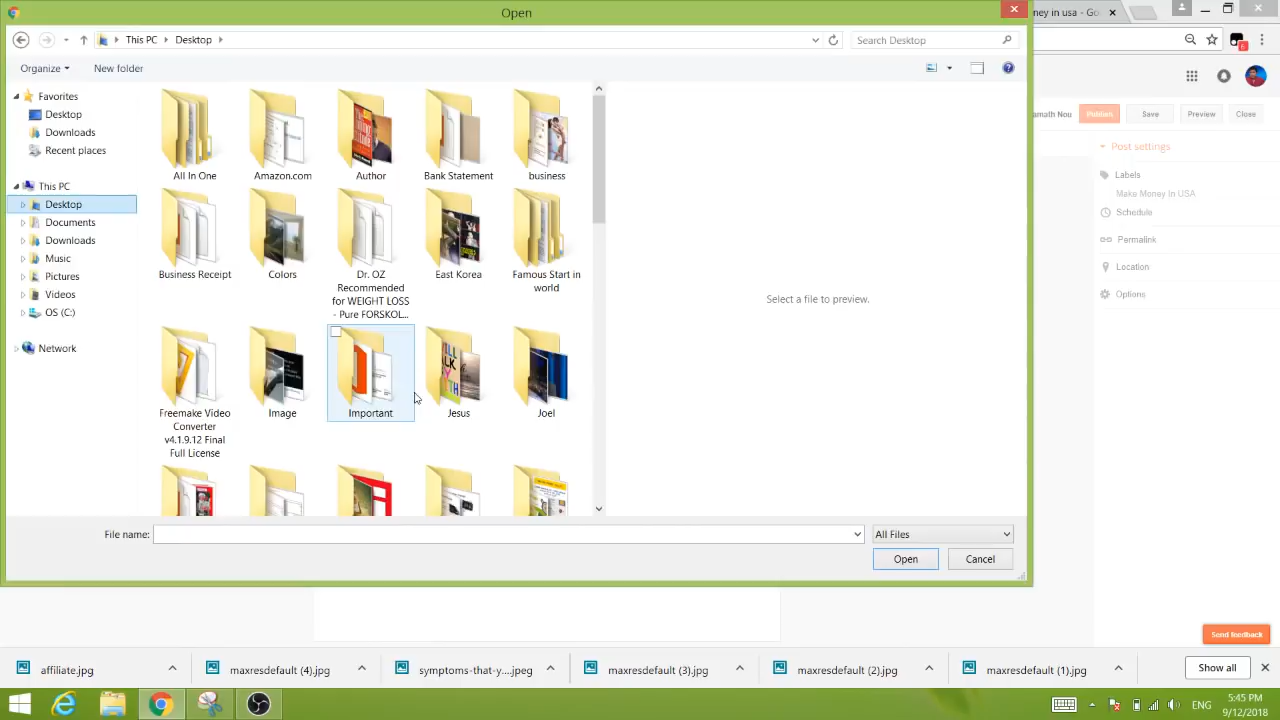 Open
ney in usa - Go
This PC
Desktop
Search Desktop
6
Organize
New folder
Favorites
Desktop
Downloads
Recent places
This PC
Desktop
Documents
Downloads
Music
Pictures
Videos
OS (C:)
Network
All In One
Amazon.com
Author
Bank Statement
business
Business Receipt
Colors
Dr. OZ
Recommended
for WEIGHT LOSS
- Pure FORSKOL...
East Korea
Famous Start in
world
Freemake Video
Converter
v4.1.9.12 Final
Full License
Image
Important
Jesus
Joel
Select a file to preview.
File name:
All Files
Open
Cancel
amath Nou
Publish
Save
Preview
Close
Post settings
Labels
Make Money In USA
Schedule
Permalink
Location
Options
Send feedback
affiliate.jpg
maxresdefault (4).jpg
symptoms-that-y....jpeg
maxresdefault (3).jpg
maxresdefault (2).jpg
maxresdefault (1).jpg
Show all
ENG
5:45 PM
9/12/2018